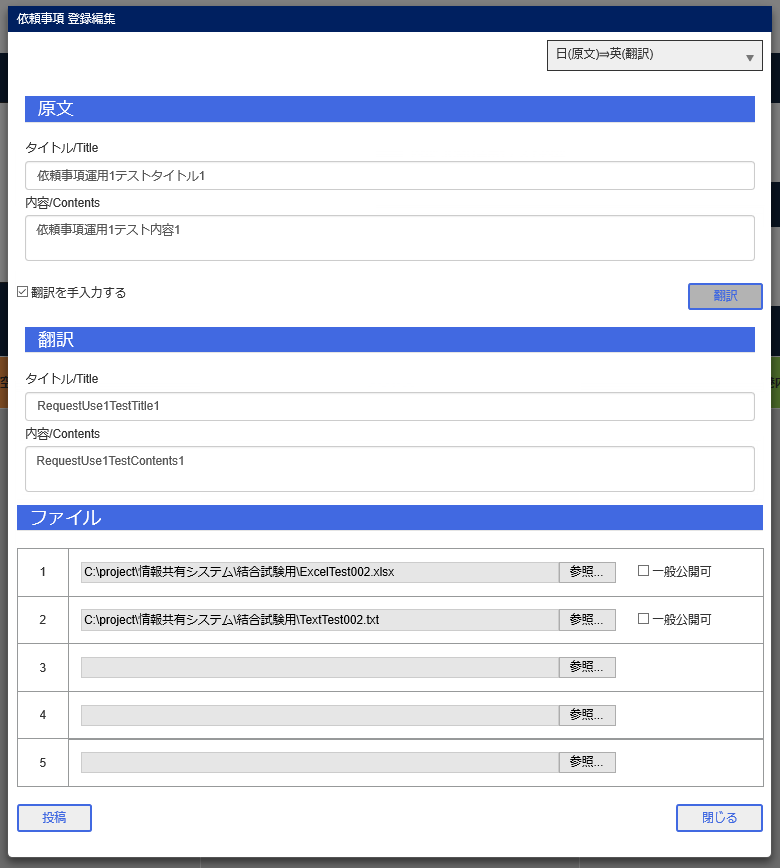 依頼事項 登録編集
日(原文)⇒英(翻訳)
原文
タイトル/Title
依頼事項運用1テストタイトル1
内容/Contents
依頼事項運用1テスト内容1
翻訳を手入力する
翻訳
翻訳
タイトル/Title
RequestUse1TestTitle1
内容/Contents
RequestUse1TestContents1
ファイル
1 C:\project\情報共有システム\結合試験用\ExcelTest002.xlsx 参照... 一般公開可
2 C:\project\情報共有システム\結合試験用\TextTest002.txt 参照... 一般公開可
3 参照...
4 参照...
5 参照...
投稿 閉じる